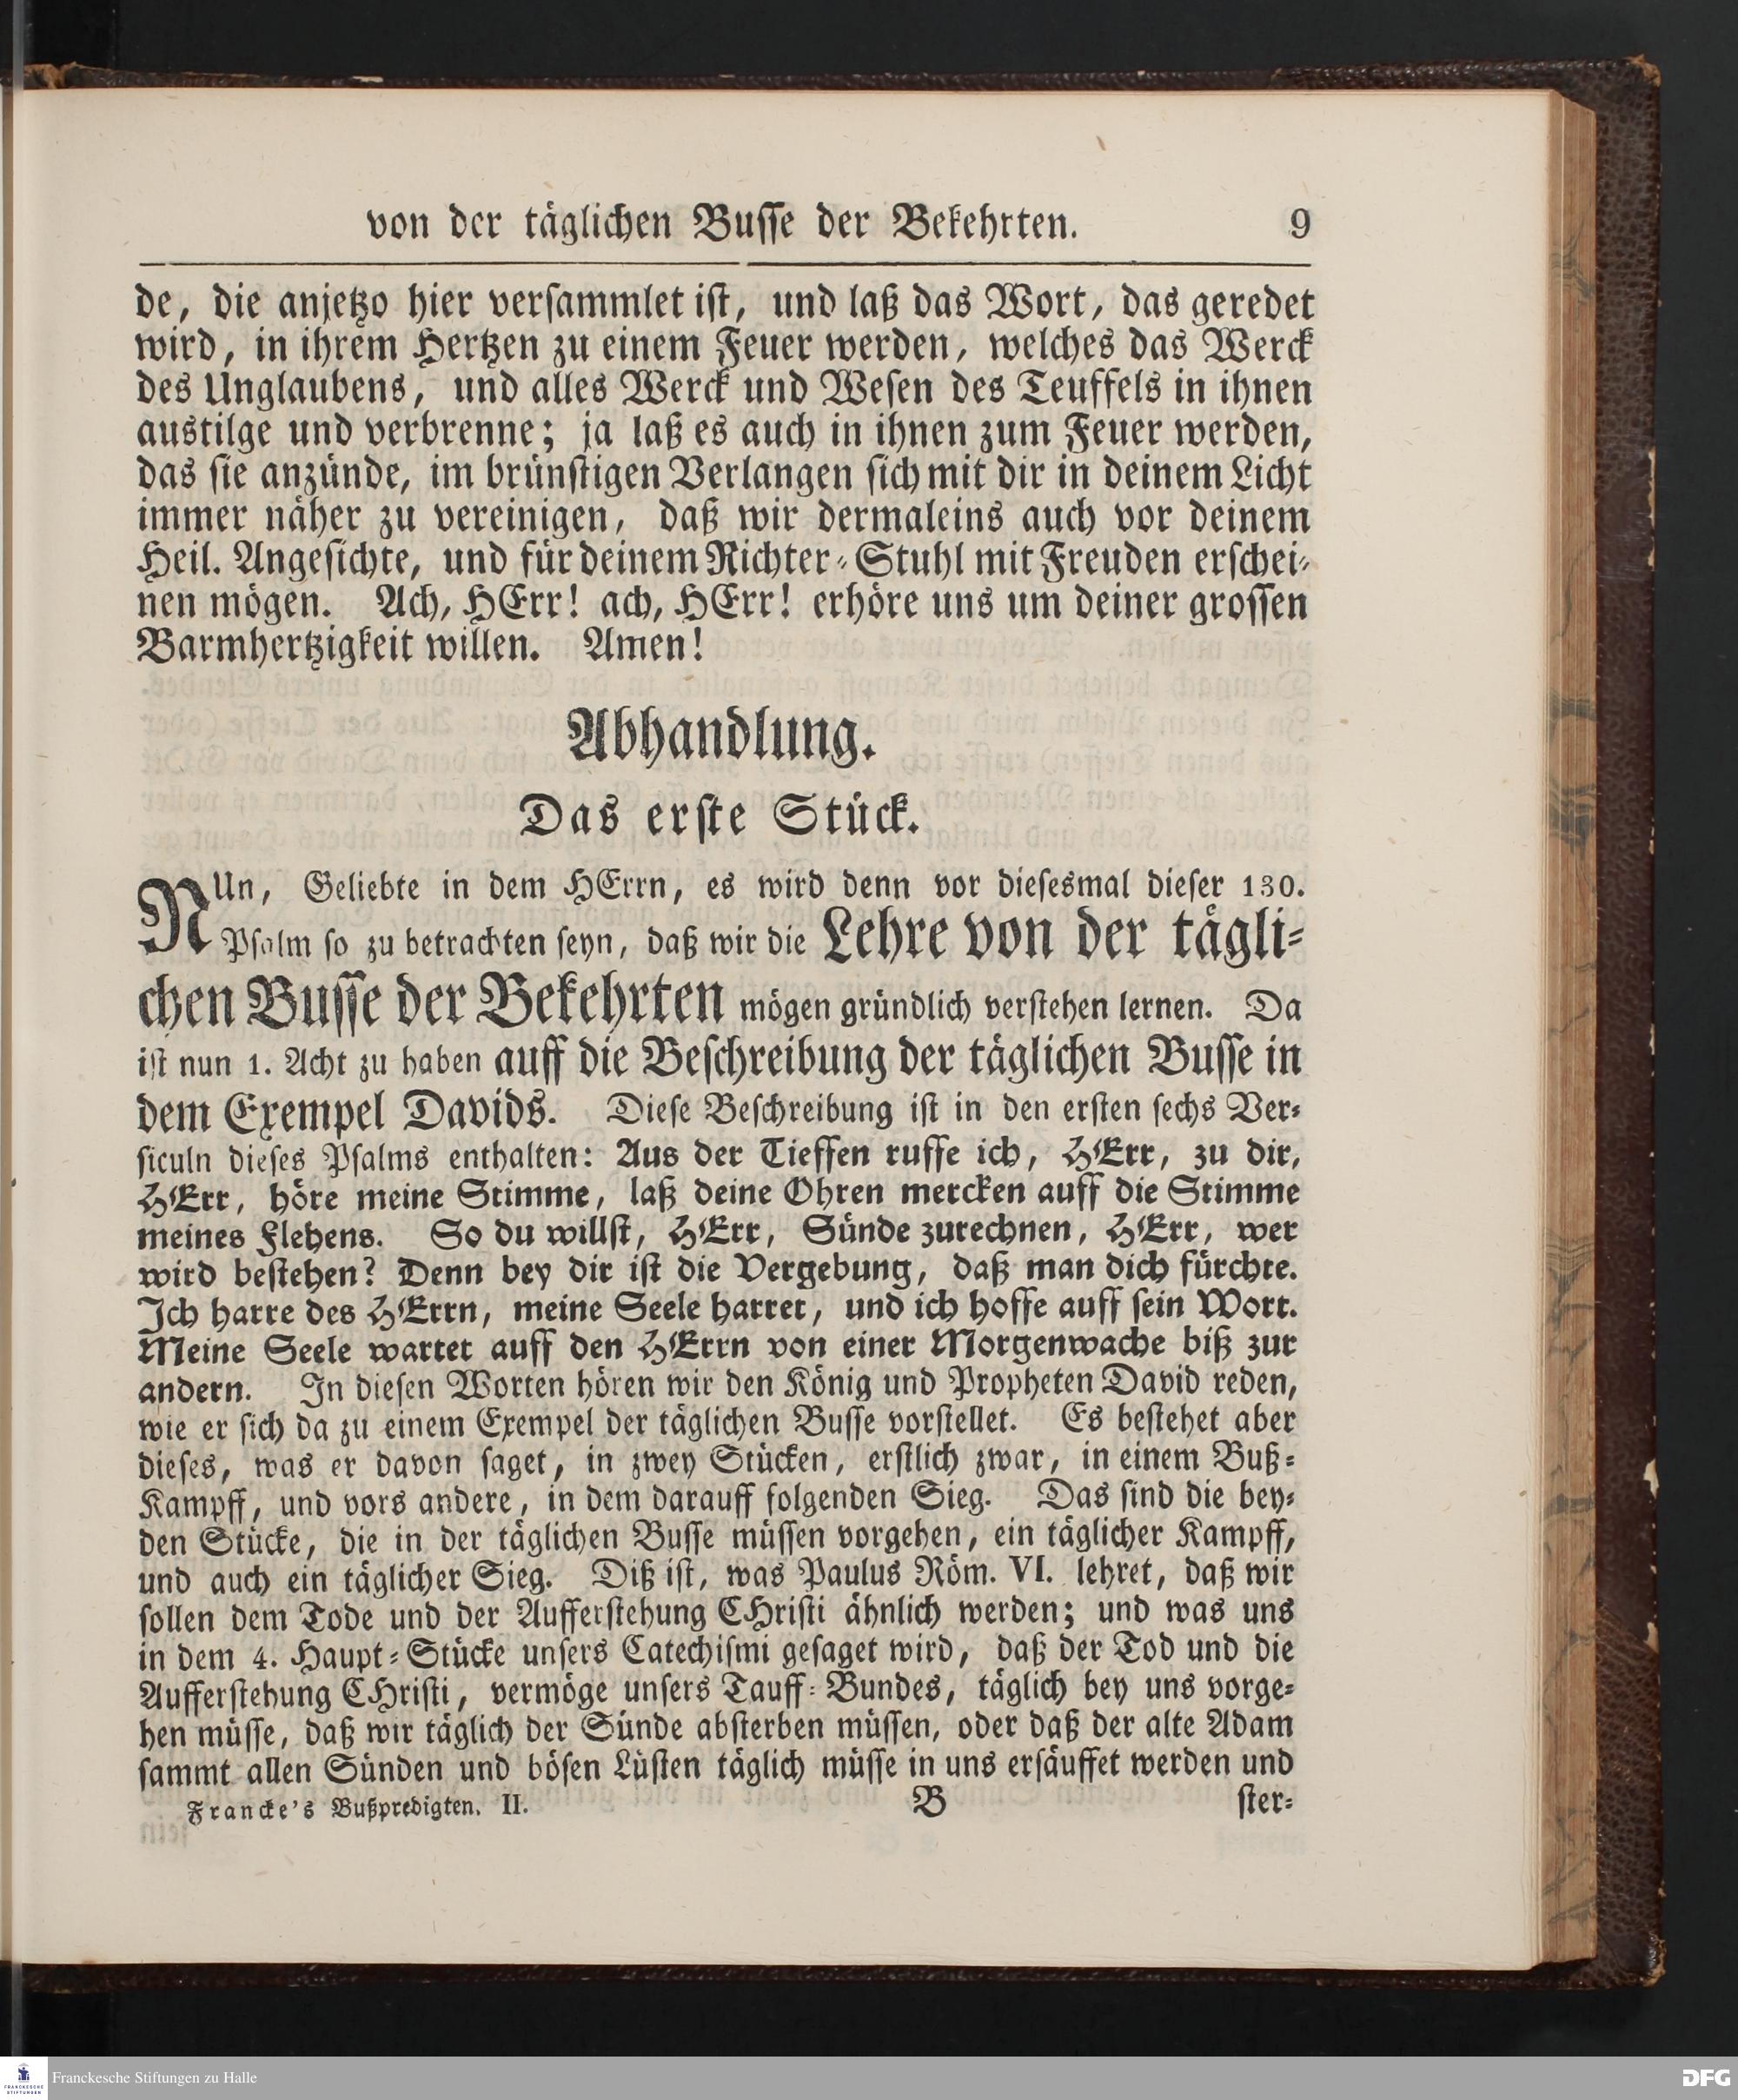 von der täglichen Busse der Bekehrten. 9
de, die anjetzo hier versammlet ist, und laß das Wort, das geredet
wird, in ihrem Hertzen zu einem Feuer werden, welches das Werck
des Unglaubens, und alles Werck und Wesen des Teuffels in ihnen
austilge und verbrenne; ja laß es auch in ihnen zum Feuer werden,
das sie anzünde, im brünstigen Verlangen sich mit dir in deinem Licht
immer näher zu vereinigen, daß wir dermaleins auch vor deinem
Heil. Angesichte, und für deinem Richter-Stuhl mit Freuden erschei-
nen mögen. Ach, HErr! ach, HErr! erhöre uns um deiner grossen
Barmhertzigkeit willen. Amen!
Abhandlung.
Das erste Stück.
NUn, Geliebte in dem HErrn, es wird denn vor diesesmal dieser 130.
Psalm so zu betrachten seyn, daß wir die Lehre von der tägli-
chen Busse der Bekehrten mögen gründlich verstehen lernen. Da
ist nun 1. Acht zu haben auff die Beschreibung der täglichen Busse in
dem Exempel Davids. Diese Beschreibung ist in den ersten sechs Ver-
siculn dieses Psalms enthalten: Aus der Tieffen ruffe ich, HErr, zu dir,
HErr, höre meine Stimme, laß deine Ohren mercken auff die Stimme
meines Flehens. So du willst, HErr, Sünde zurechnen, HErr, wer
wird bestehen? Denn bey dir ist die Vergebung, daß man dich fürchte.
Ich harre des HErrn, meine Seele harret, und ich hoffe auff sein Wort.
Meine Seele wartet auff den HErrn von einer Morgenwache biß zur
andern. In diesen Worten hören wir den König und Propheten David reden,
wie er sich da zu einem Exempel der täglichen Busse vorstellet. Es bestehet aber
dieses, was er davon saget, in zwey Stücken, erstlich zwar, in einem Buß-
Kampff, und vors andere, in dem darauff folgenden Sieg. Das sind die bey-
den Stücke, die in der täglichen Busse müssen vorgehen, ein täglicher Kampff,
und auch ein täglicher Sieg. Diß ist, was Paulus Röm. VI. lehret, daß wir
sollen dem Tode und der Aufferstehung CHristi ähnlich werden; und was uns
in dem 4. Haupt-Stücke unsers Catechismi gesaget wird, daß der Tod und die
Aufferstehung CHristi, vermöge unsers Tauff-Bundes, täglich bey uns vorge-
hen müsse, daß wir täglich der Sünde absterben müssen, oder daß der alte Adam
sammt allen Sünden und bösen Lüsten täglich müsse in uns ersäuffet werden und
Francke's Bußpredigten. II. B ster-
FRANCKESCHE STIFTUNGEN
Franckesche Stiftungen zu Halle
DFG